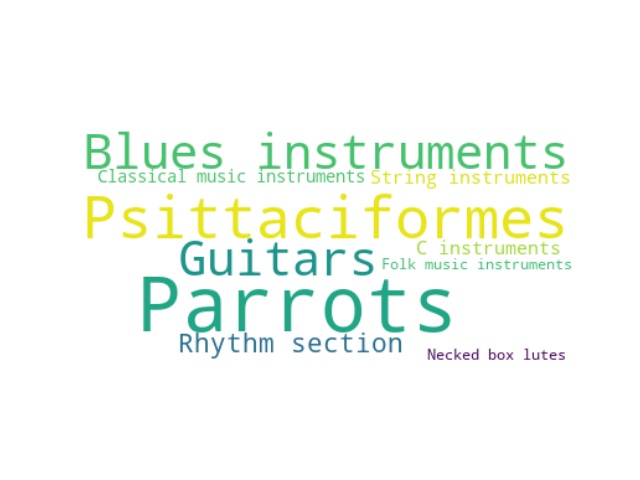 Blues instruments
Classical music instruments
String instruments
Psittaciformes
Guitars
C instruments
Folk music instruments
Parrots
Rhythm section
Necked box lutes